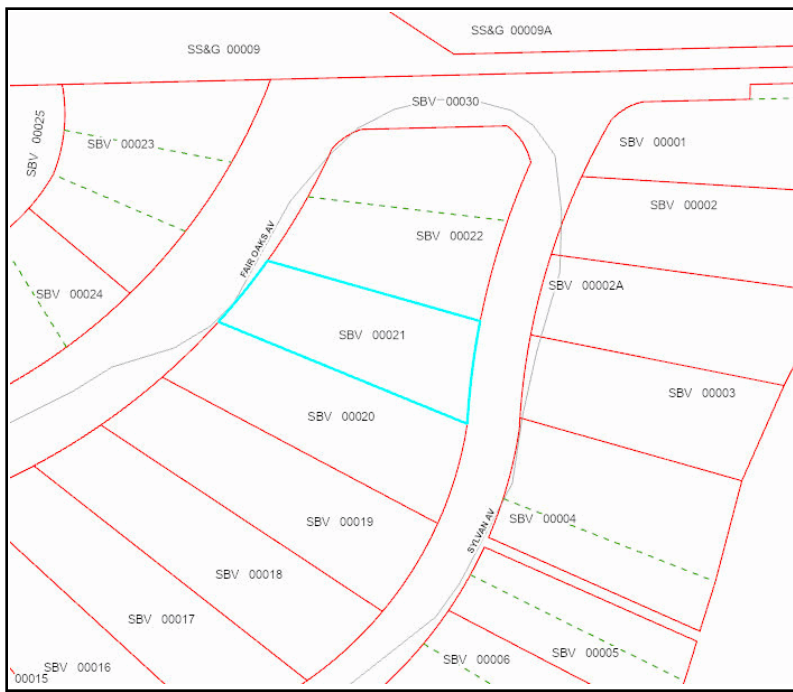 SS&G 00009A
SS&G 00009
SBV 00030
SBV 00025
SBV 00023
SBV 00001
SBV 00002
FAIR OAKS AV
SBV 00022
SBV 00024
SBV 00002A
SBV 00021
SBV 00003
SBV 00020
SBV 00019
SYLVAN AV
SBV 00004
SBV 00018
SBV 00017
SBV 00016
00015
SBV 00006
SBV 00005